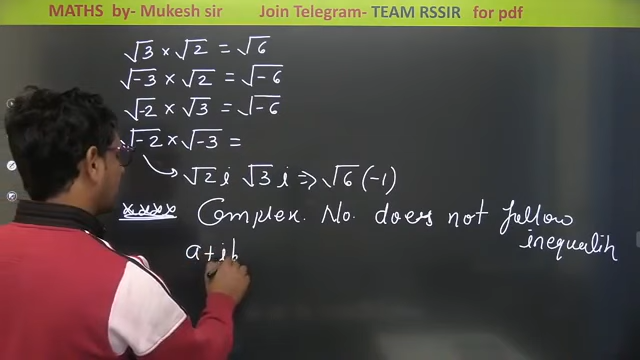 MATHS by- Mukesh sir Join Telegram- TEAM RSSIR for pdf
√3 × √2 = √6
√-3 × √2 = √-6
√-2 × √3 = √-6
√-2 × √-3 =
√2 i √3 i ⇒ √6 (-1)
×××× Complex. No. does not follow
inequalih
a+ib